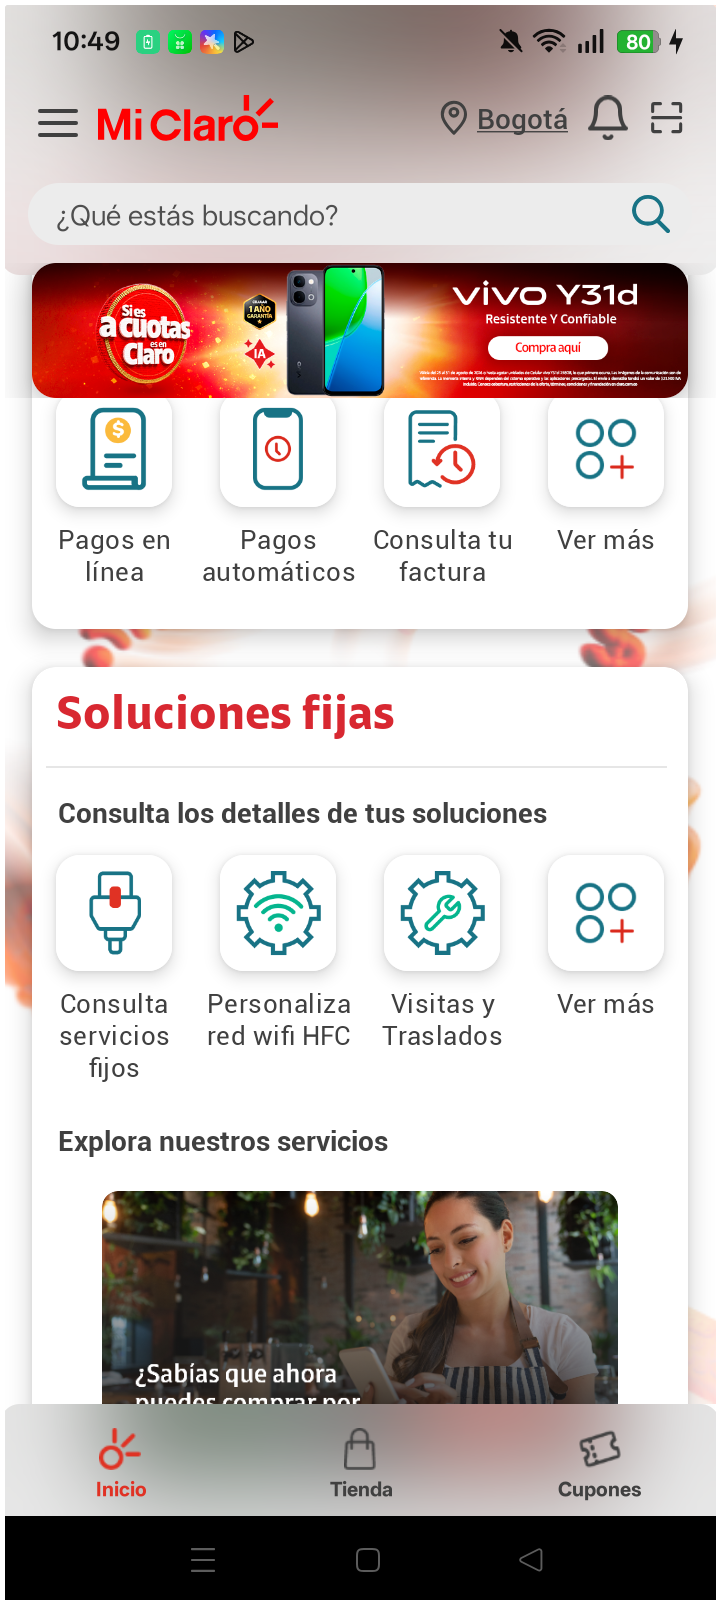 10:49
80
Mi Claro
Bogotá
¿Qué estás buscando?
Si es
a cuotas
es en
Claro
1 AÑO
GARANTÍA
IA
vivo Y31d
Resistente Y Confiable
Compra aquí
$
Pagos en
línea
Pagos
automáticos
Consulta tu
factura
Ver más
Soluciones fijas
Consulta los detalles de tus soluciones
Consulta
servicios
fijos
Personaliza
red wifi HFC
Visitas y
Traslados
Ver más
Explora nuestros servicios
¿Sabías que ahora
puedes comprar por
Inicio
Tienda
Cupones